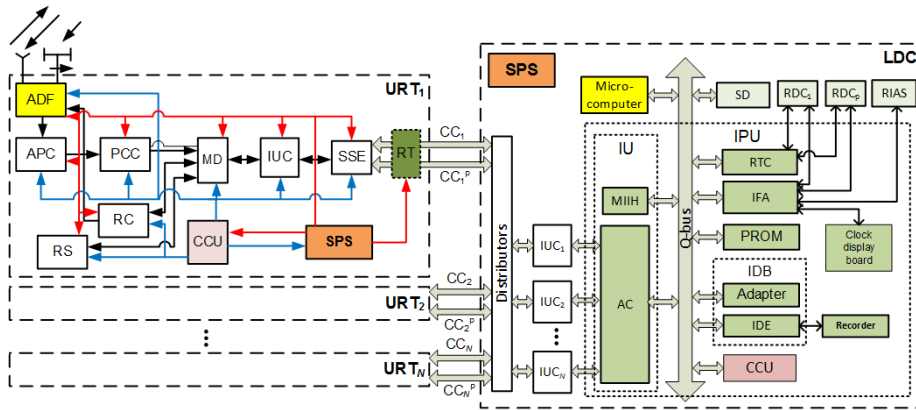 SPS
LDC
URT1
ADF
Micro-
computer
SD
RDC1
RDCp
RIAS
APC
PCC
MD
IUC
SSE
RT
CC1
CC1p
IU
IPU
RTC
MIIH
IFA
RC
RS
CCU
SPS
Q-bus
PROM
Clock
display
board
Distributors
IUC1
AC
IDB
Adapter
URT2
CC2
CC2p
IUC2
IDE
Recorder
URTN
CCN
CCNp
IUCN
CCU